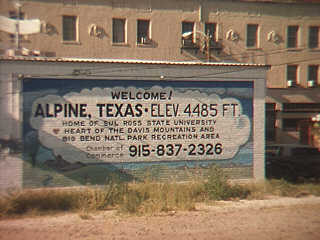 WELCOME!
ALPINE, TEXAS • ELEV. 4485 FT.
HOME OF SUL ROSS STATE UNIVERSITY
HEART OF THE DAVIS MOUNTAINS AND
BIG BEND NATL. PARK RECREATION AREA
Chamber of
Commerce 915-837-2326